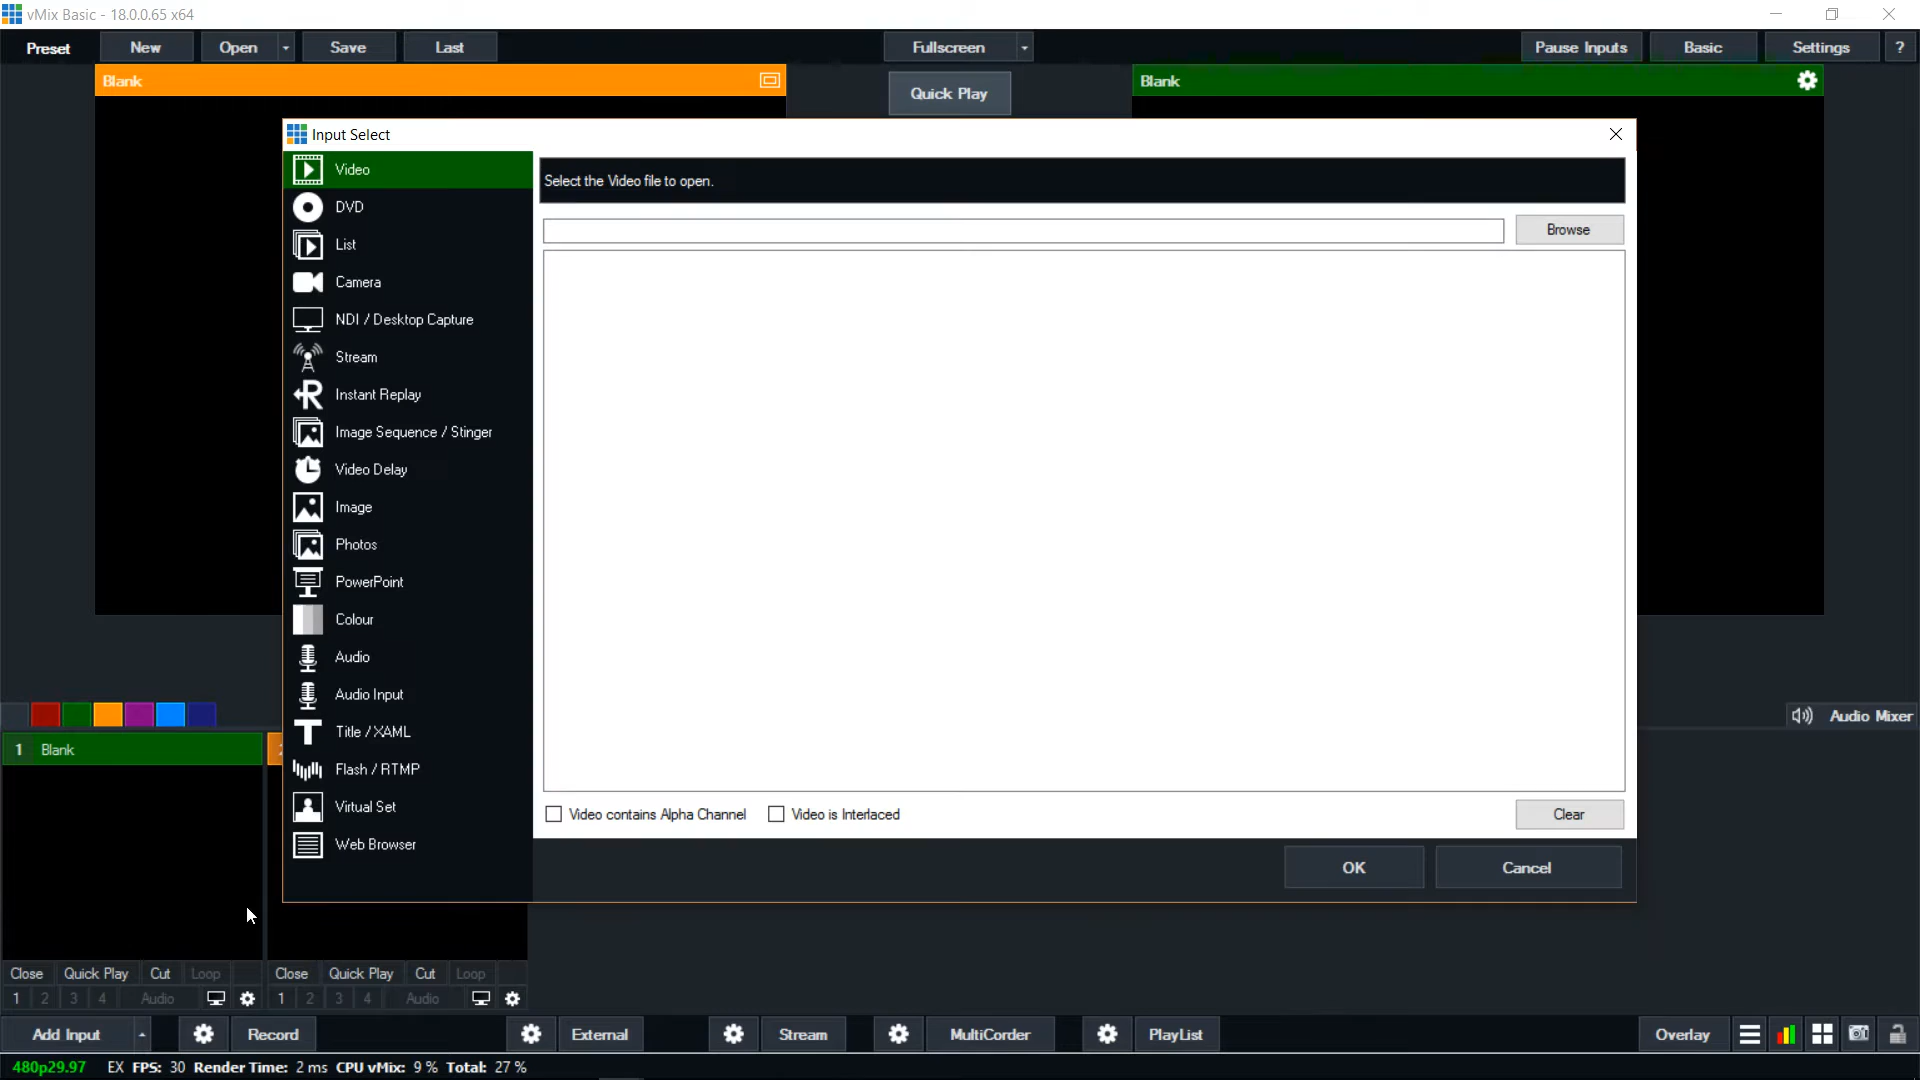 vMix Basic - 18.0.0.65 x64
Preset New Open Save Last Fullscreen Pause Inputs Basic Settings ?
Blank
Quick Play
Blank
Input Select
Video
DVD
List
Camera
NDI / Desktop Capture
Stream
Instant Replay
Image Sequence / Stinger
Video Delay
Image
Photos
PowerPoint
Colour
Audio
Audio Input
Title / XAML
Flash / RTMP
Virtual Set
Web Browser
Select the Video file to open.
Browse
Video contains Alpha Channel Video is Interlaced Clear
OK Cancel
Audio Mixer
1 Blank
Close Quick Play Cut Loop Close Quick Play Cut Loop
1 2 3 4 Audio 1 2 3 4 Audio
Add Input Record External Stream MultiCorder PlayList Overlay
480p29.97 EX FPS: 30 Render Time: 2 ms CPU vMix: 9 % Total: 27 %